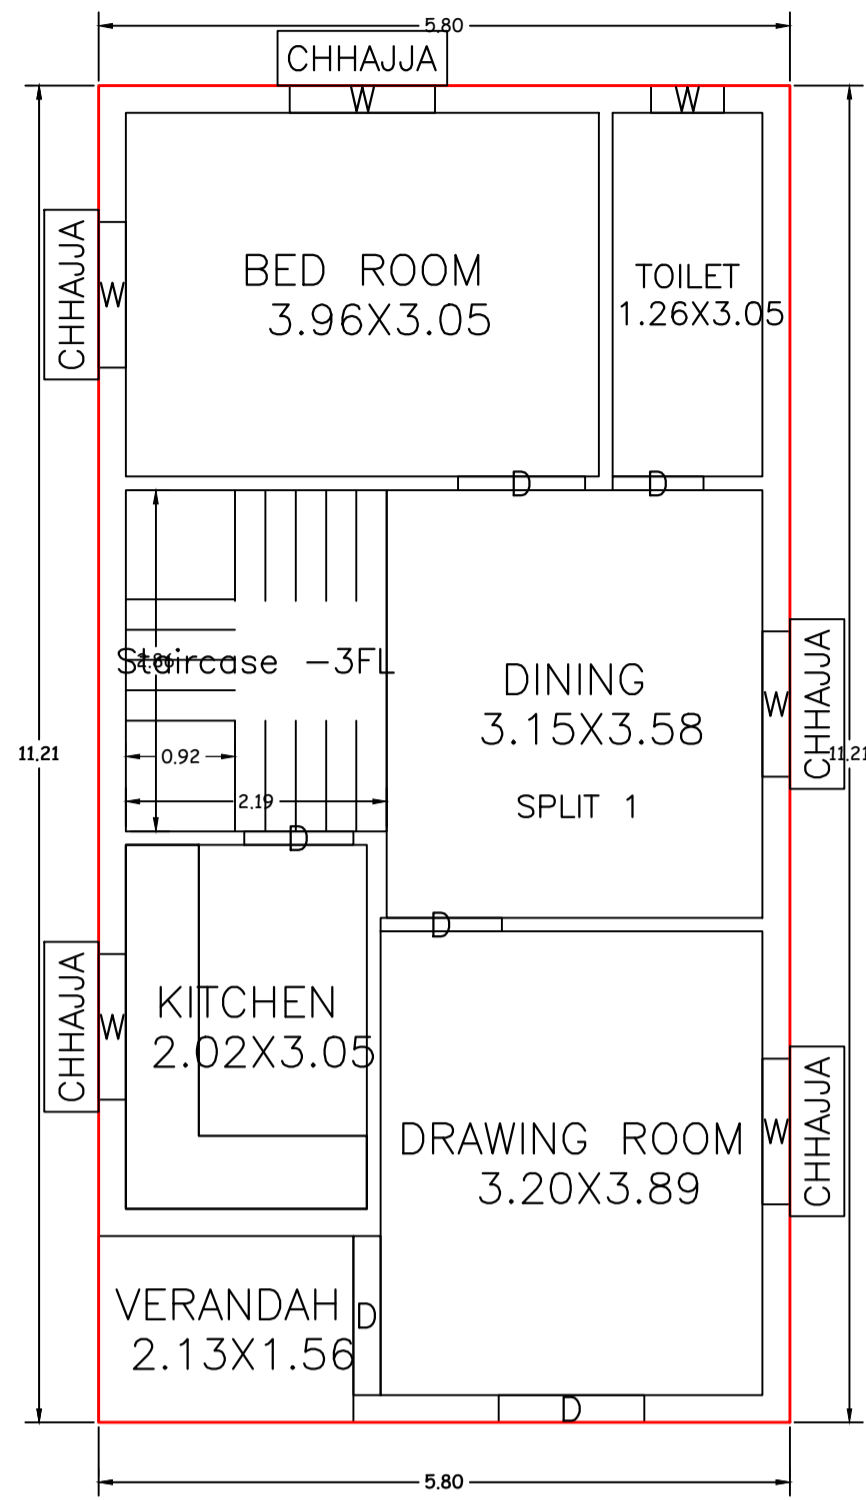 5.80
CHHAJJA
W
W
CHHAJJA
W
BED ROOM
3.96X3.05
TOILET
1.26X3.05
D
D
Staircase -3FL
DINING
3.15X3.58
SPLIT 1
W
CHHAJJA
11.21
11.21
0.92
2.19
D
D
CHHAJJA
W
KITCHEN
2.02X3.05
DRAWING ROOM
3.20X3.89
W
CHHAJJA
VERANDAH
2.13X1.56
D
D
5.80